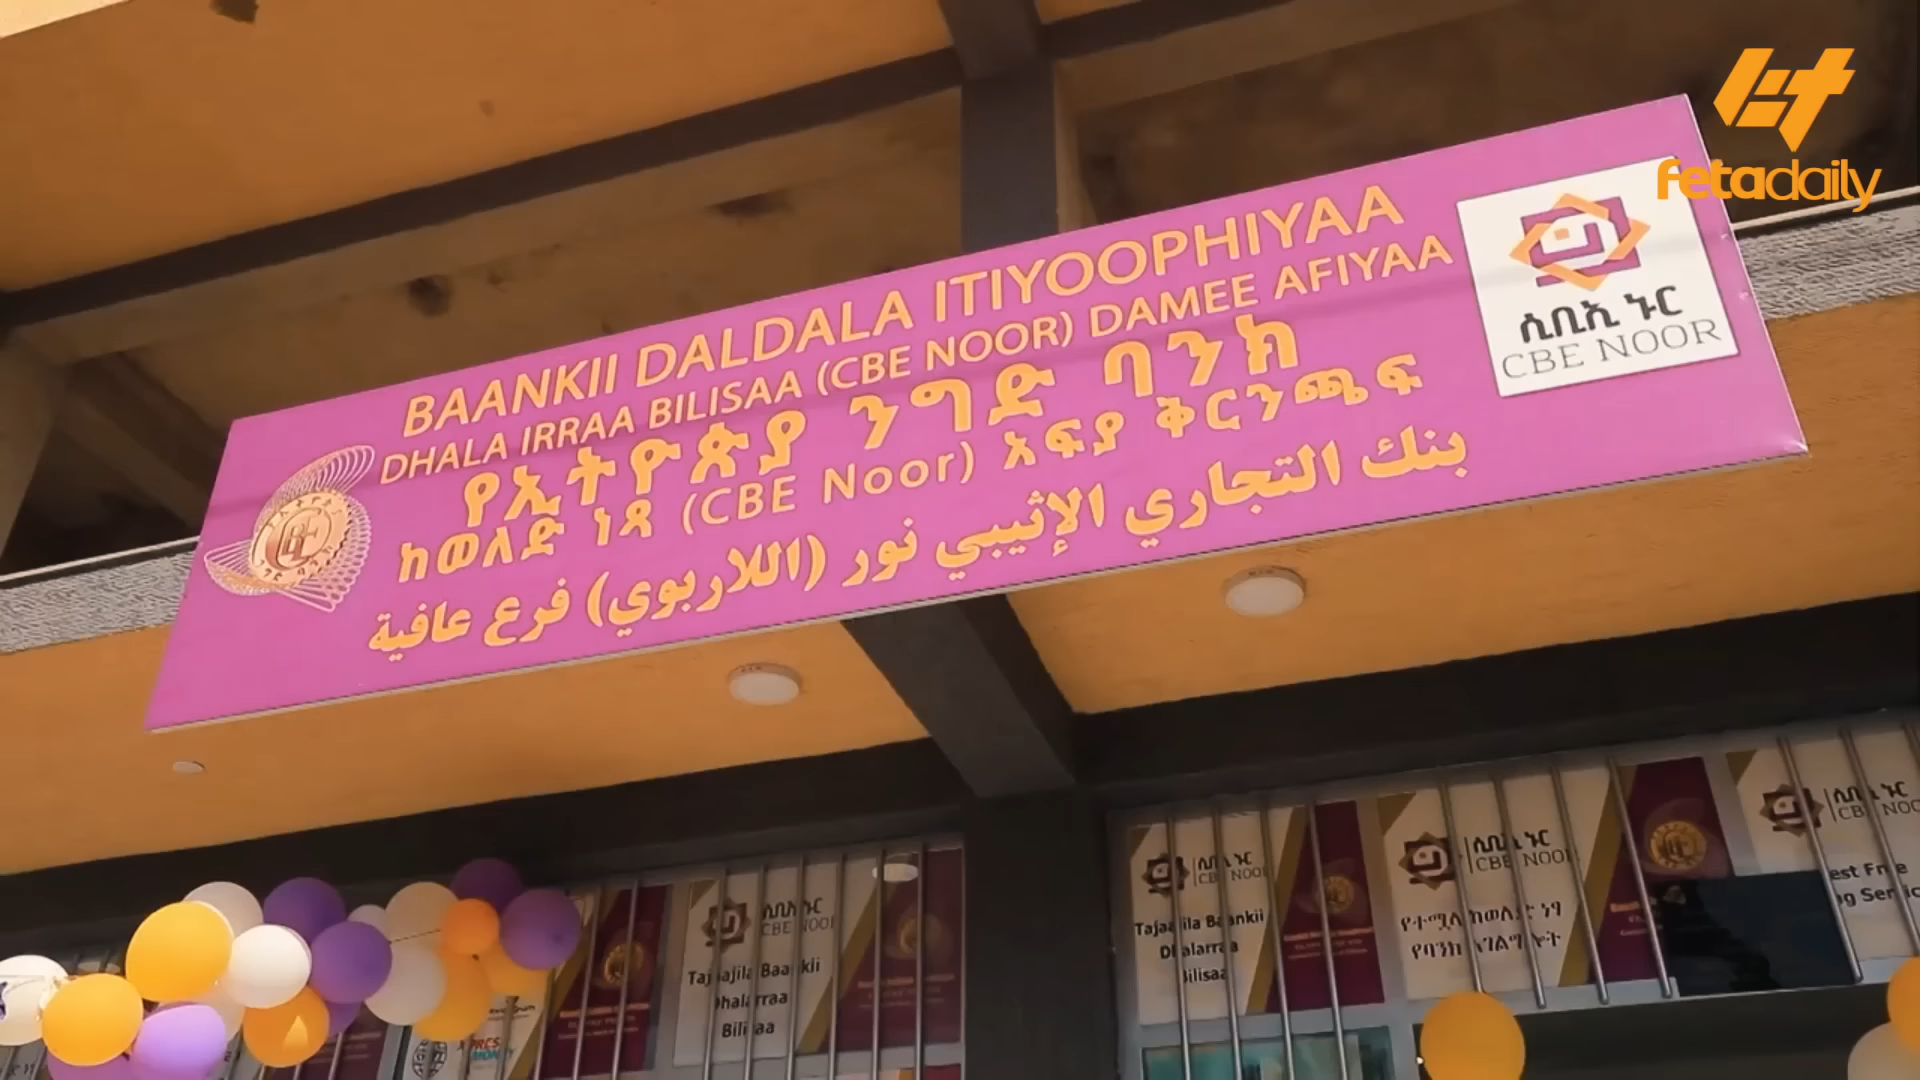 fetadaily
BAANKII DALDALA ITIYOOPHIYAA
DHALA IRRAA BILISAA (CBE NOOR) DAMEE AFIYAA
የኢትዮጵያ ንግድ ባንክ
ከወለድ ነጻ (CBE Noor) አፍያ ቅርንጫፍ
بنك التجاري الإثيبي نور (اللاربوي) فرع عافية
ሲቢኢ ኑር
CBE NOOR
ሲቢኢ ኑር
CBE NOOR
Tajaajila Baankii
Dhalarraa
Bilisaa
ሲቢኢ ኑር
CBE NOOR
Tajaajila Baankii
Dhalarraa
Bilisaa
ሲቢኢ ኑር
CBE NOOR
የተሟላ ከወለድ ነፃ
የባንክ አገልግሎት
ሲቢኢ ኑር
CBE NOO